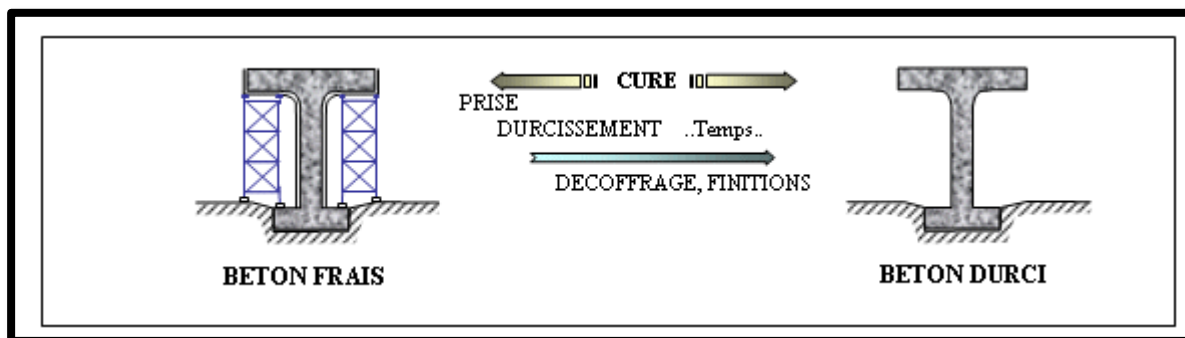 CURE
PRISE
DURCISSEMENT ..Temps..
DECOFFRAGE, FINITIONS
BETON FRAIS
BETON DURCI